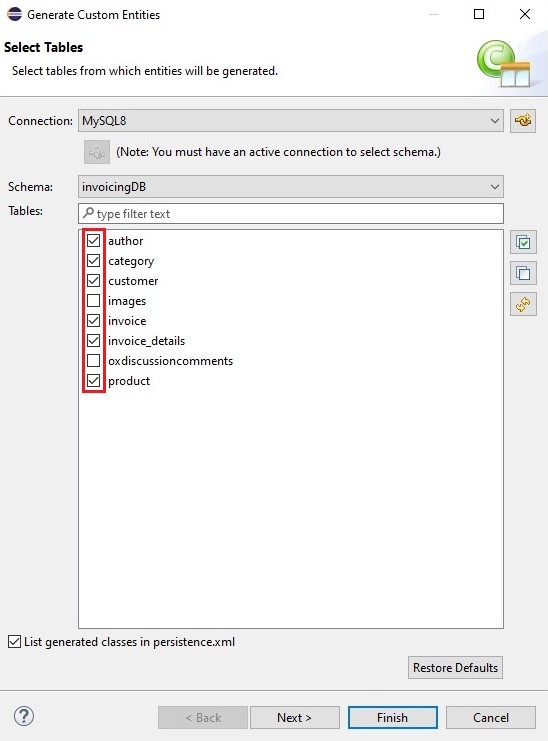 Generate Custom Entities
Select Tables
Select tables from which entities will be generated.
Connection: MySQL8
(Note: You must have an active connection to select schema.)
Schema: invoicingDB
Tables: type filter text
author
category
customer
images
invoice
invoice_details
oxdiscussioncomments
product
List generated classes in persistence.xml
Restore Defaults
? < Back Next > Finish Cancel